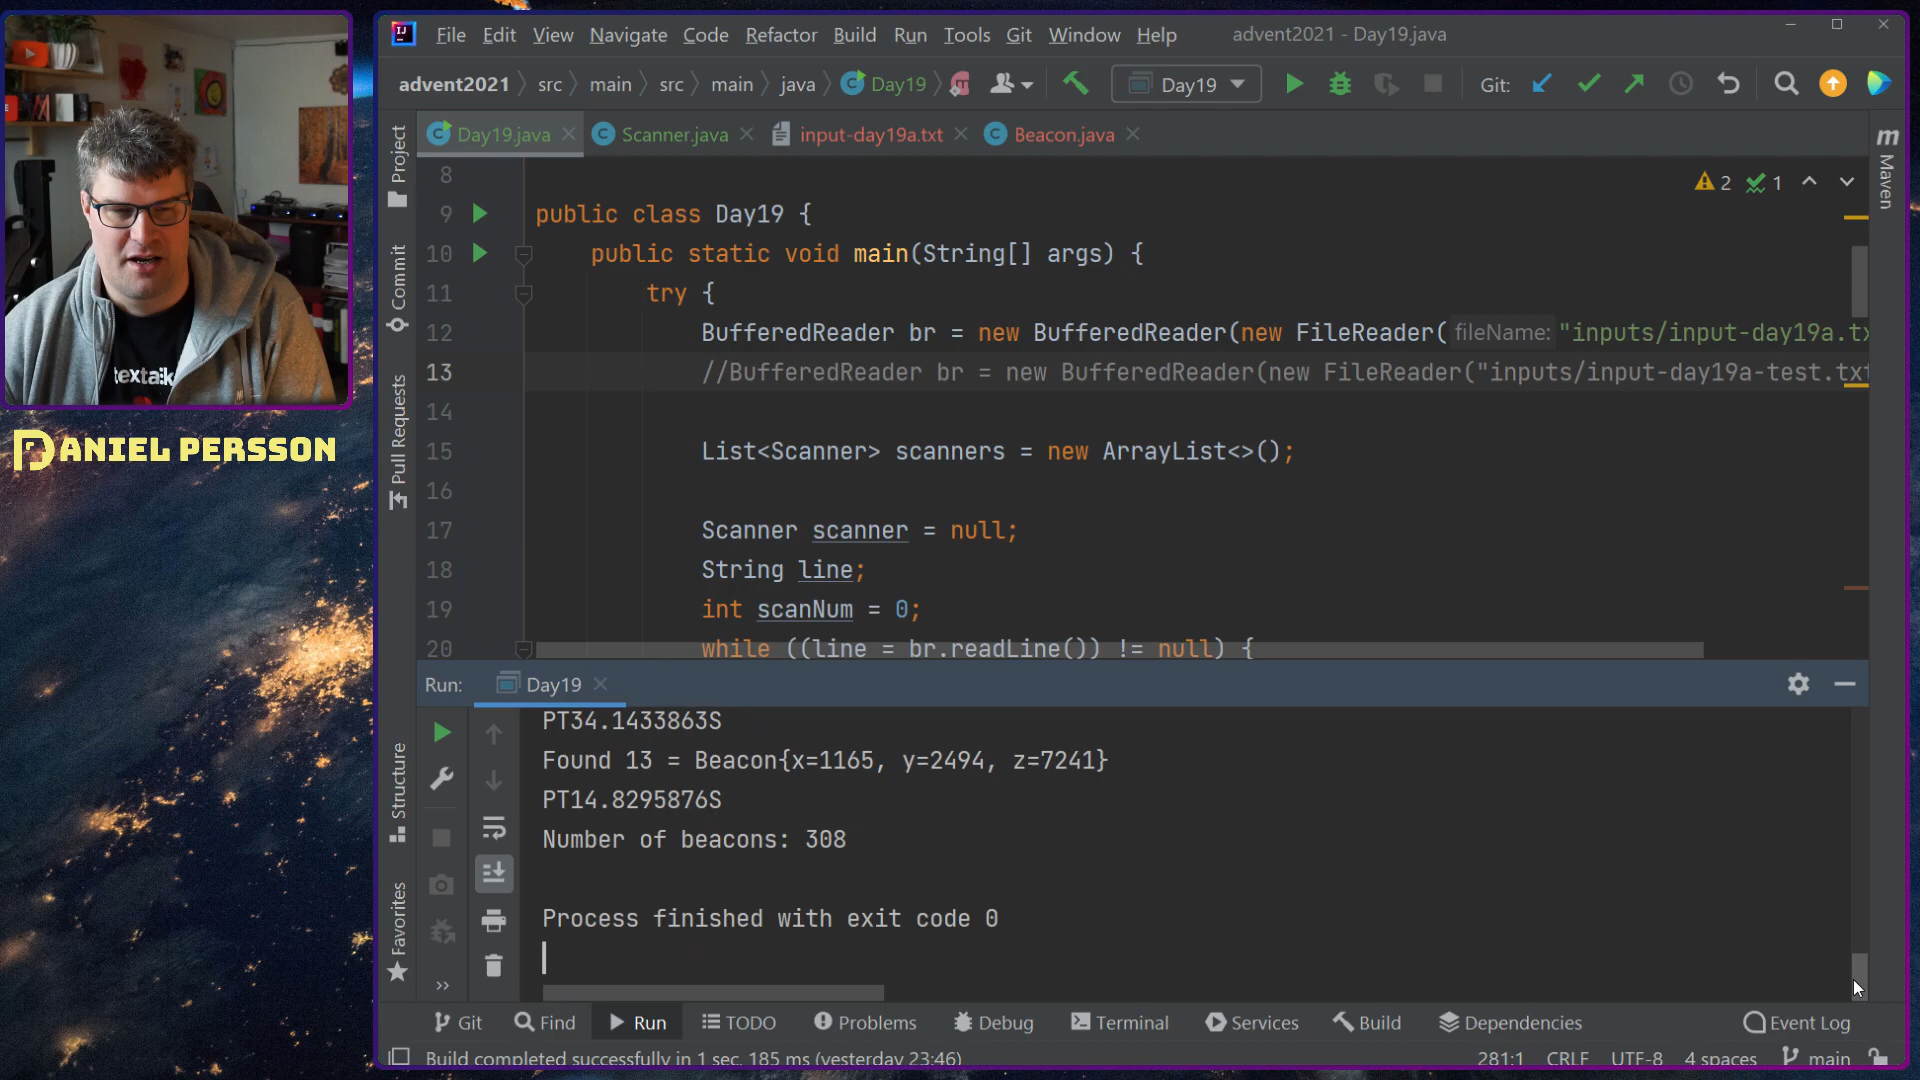 File Edit View Navigate Code Refactor Build Run Tools Git Window Help advent2021 - Day19.java
advent2021 src main src main java Day19 Day19 Git:
Day19.java Scanner.java input-day19a.txt Beacon.java
8
2 1
9 public class Day19 {
10 public static void main(String[] args) {
11 try {
12 BufferedReader br = new BufferedReader(new FileReader( fileName: "inputs/input-day19a.tx
13 //BufferedReader br = new BufferedReader(new FileReader("inputs/input-day19a-test.txt
14
15 List<Scanner> scanners = new ArrayList<>();
16
17 Scanner scanner = null;
18 String line;
19 int scanNum = 0;
20 while ((line = br.readLine()) != null) {
Run: Day19
PT34.1433863S
Found 13 = Beacon{x=1165, y=2494, z=7241}
PT14.8295876S
Number of beacons: 308
Process finished with exit code 0
Git Find Run TODO Problems Debug Terminal Services Build Dependencies Event Log
Build completed successfully in 1 sec, 185 ms (yesterday 23:46) 281:1 CRLF UTF-8 4 spaces main
Project
Commit
Pull Requests
Structure
Favorites
m
Maven
textalk
DANIEL PERSSON